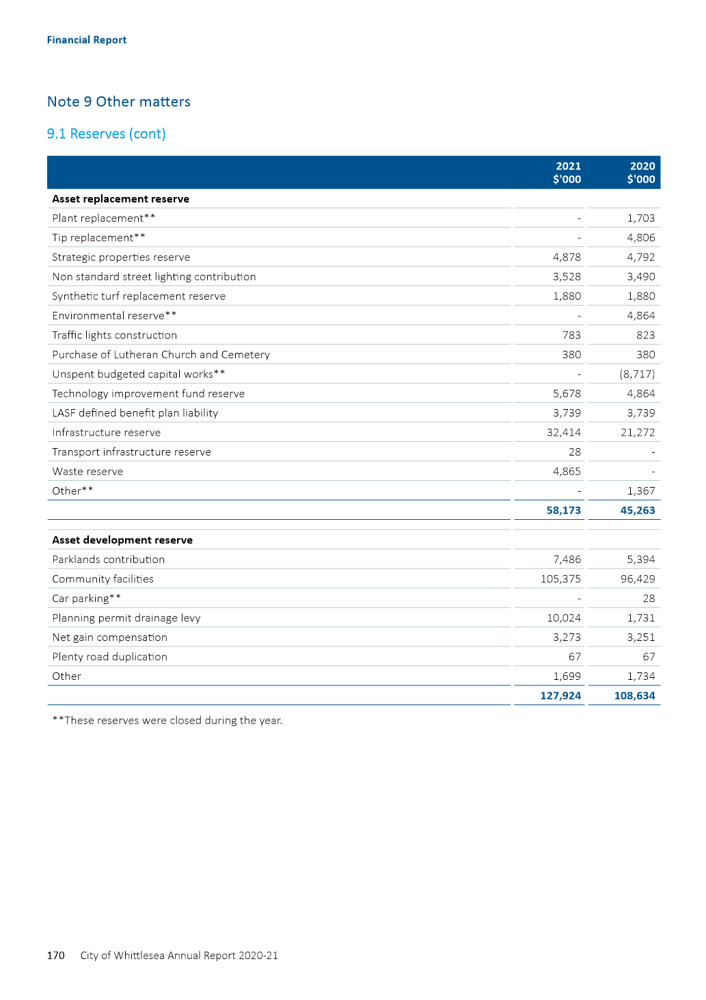 Financial Report
Note 9 Other matters
9.1 Reserves (cont)
2021 2020
$'000 $'000
Asset replacement reserve
Plant replacement** - 1,703
Tip replacement** - 4,806
Strategic properties reserve 4,878 4,792
Non standard street lighting contribution 3,528 3,490
Synthetic turf replacement reserve 1,880 1,880
Environmental reserve** - 4,864
Traffic lights construction 783 823
Purchase of Lutheran Church and Cemetery 380 380
Unspent budgeted capital works** - (8,717)
Technology improvement fund reserve 5,678 4,864
LASF defined benefit plan liability 3,739 3,739
Infrastructure reserve 32,414 21,272
Transport infrastructure reserve 28 -
Waste reserve 4,865 -
Other** - 1,367
58,173 45,263
Asset development reserve
Parklands contribution 7,486 5,394
Community facilities 105,375 96,429
Car parking** - 28
Planning permit drainage levy 10,024 1,731
Net gain compensation 3,273 3,251
Plenty road duplication 67 67
Other 1,699 1,734
127,924 108,634
**These reserves were closed during the year.
170 City of Whittlesea Annual Report 2020-21